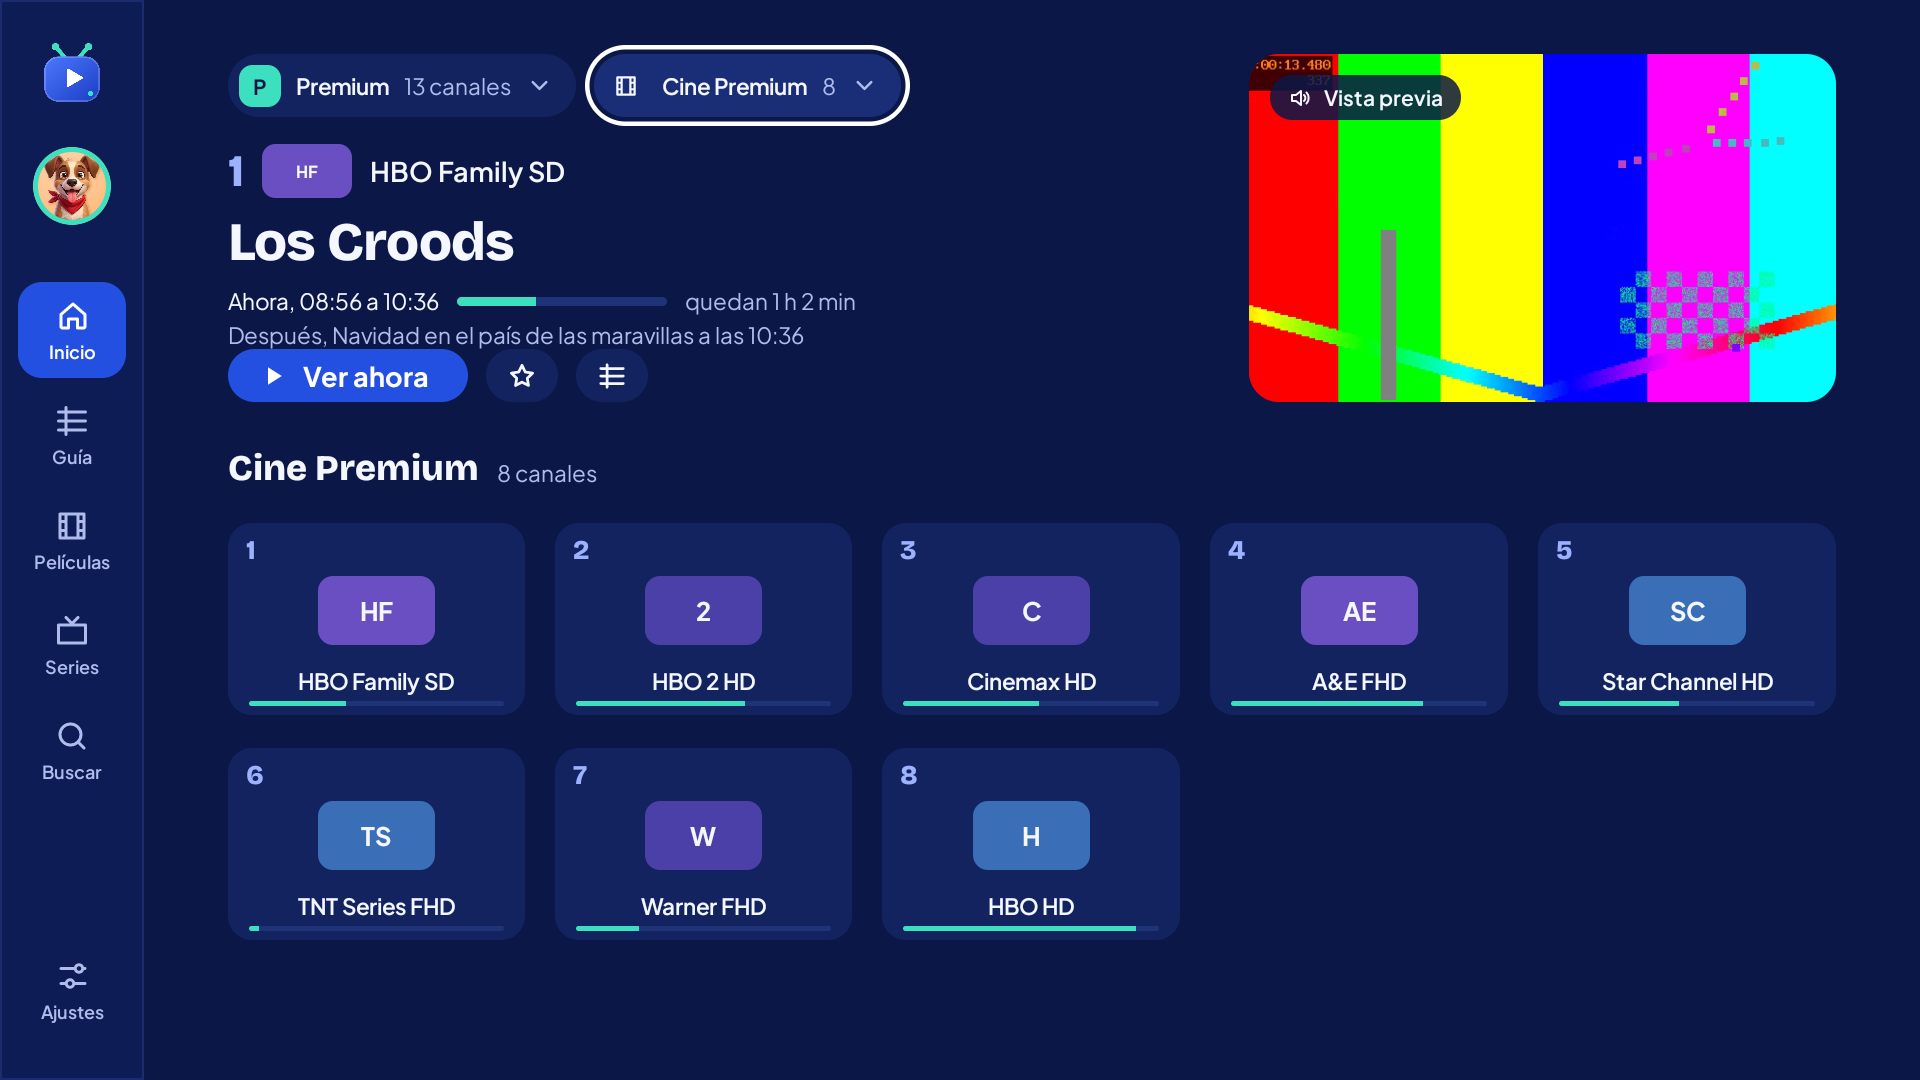 P Premium 13 canales
Cine Premium 8
:00:13.480
337
Vista previa
1 HF HBO Family SD
Los Croods
Ahora, 08:56 a 10:36 quedan 1 h 2 min
Después, Navidad en el país de las maravillas a las 10:36
Ver ahora
Inicio
Guía
Películas
Series
Buscar
Ajustes
Cine Premium 8 canales
1
HF
HBO Family SD
2
2
HBO 2 HD
3
C
Cinemax HD
4
AE
A&E FHD
5
SC
Star Channel HD
6
TS
TNT Series FHD
7
W
Warner FHD
8
H
HBO HD